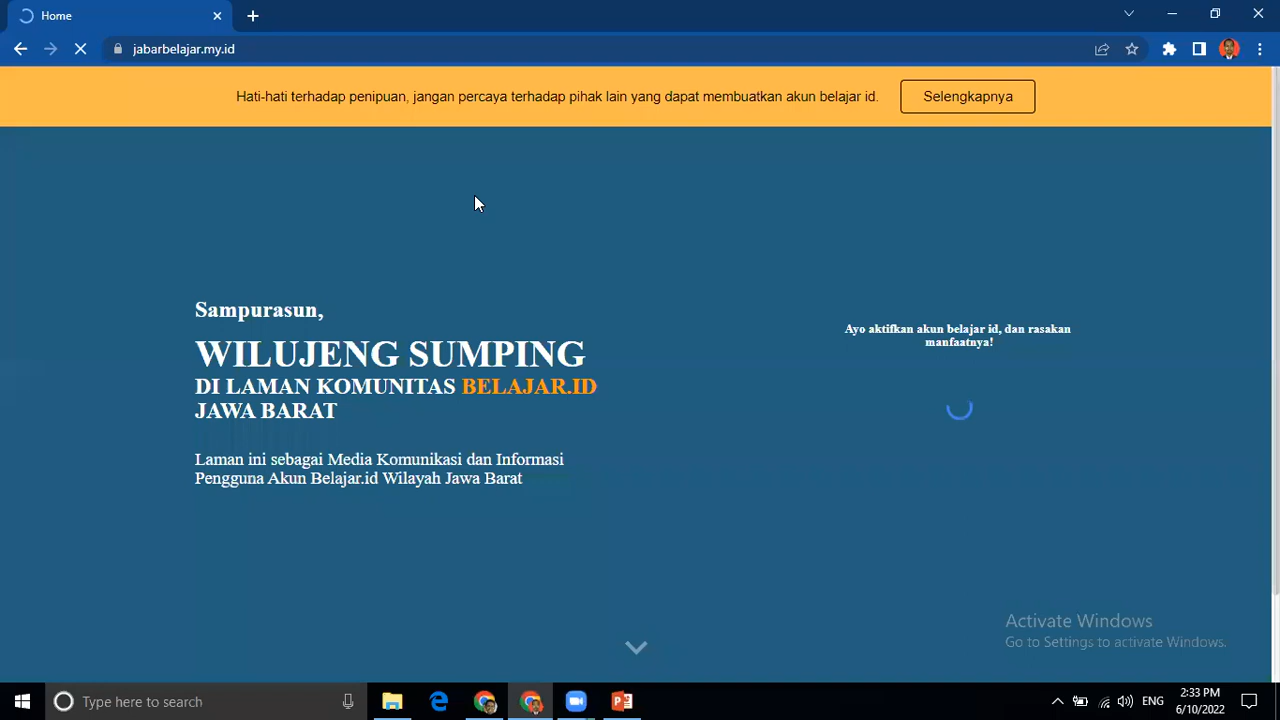 Home
jabarbelajar.my.id
Hati-hati terhadap penipuan, jangan percaya terhadap pihak lain yang dapat membuatkan akun belajar id.
Selengkapnya
Sampurasun,
WILUJENG SUMPING
DI LAMAN KOMUNITAS BELAJAR.ID
JAWA BARAT
Laman ini sebagai Media Komunikasi dan Informasi
Pengguna Akun Belajar.id Wilayah Jawa Barat
Ayo aktifkan akun belajar id, dan rasakan
manfaatnya!
Activate Windows
Go to Settings to activate Windows.
Type here to search
ENG
2:33 PM
6/10/2022